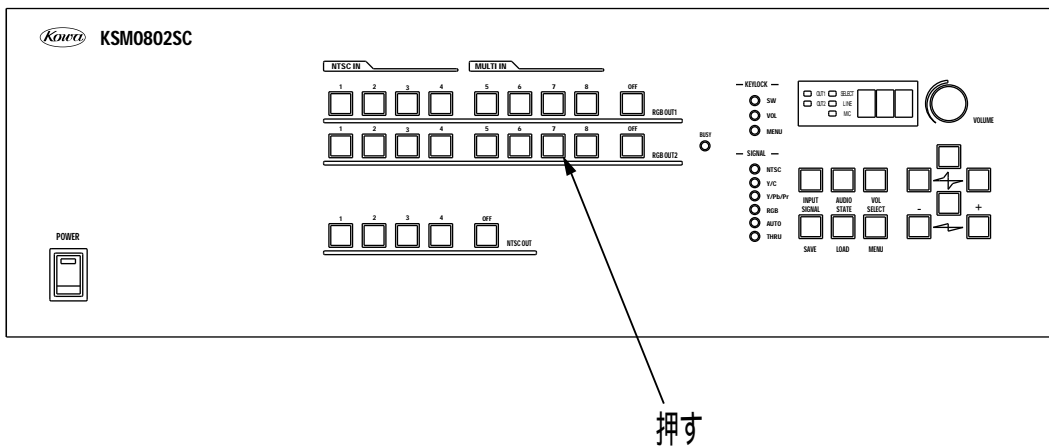 Kowa KSM0802SC
NTSC IN MULTI IN
1 2 3 4 5 6 7 8 OFF
RGB OUT1
1 2 3 4 5 6 7 8 OFF
RGB OUT2
BUSY
1 2 3 4 OFF
NTSC OUT
POWER
KEYLOCK
SW
VOL
MENU
SIGNAL
NTSC
Y/C
Y/Pb/Pr
RGB
AUTO
THRU
OUT1 SELECT
OUT2 LINE
MIC
VOLUME
INPUT SIGNAL
AUDIO STATE
VOL SELECT
SAVE LOAD MENU
- +
押す